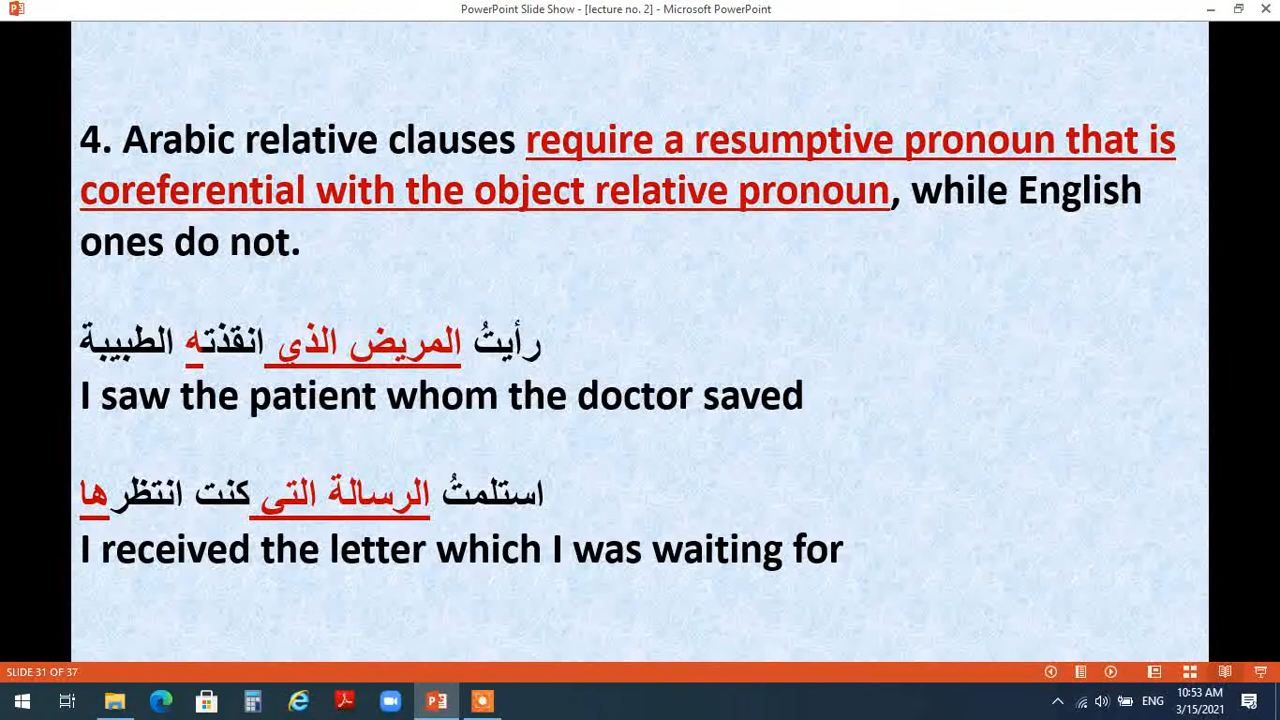 PowerPoint Slide Show - [lecture no. 2] - Microsoft PowerPoint
4. Arabic relative clauses require a resumptive pronoun that is
coreferential with the object relative pronoun, while English
ones do not.
رأيتُ المريض الذي انقذته الطبيبة
I saw the patient whom the doctor saved
استلمتُ الرسالة التي كنت انتظرها
I received the letter which I was waiting for
SLIDE 31 OF 37
ENG
10:53 AM
3/15/2021